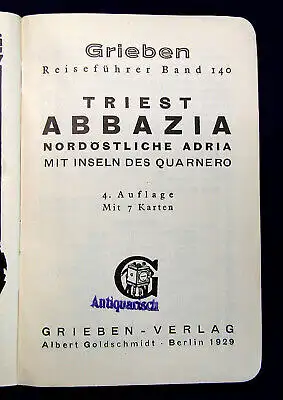 Grieben
Reiseführer Band 140
TRIEST
ABBAZIA
NORDÖSTLICHE ADRIA
MIT INSELN DES QUARNERO
4. Auflage
Mit 7 Karten
G
Antiquarisch
GRIEBEN-VERLAG
Albert Goldschmidt · Berlin 1929